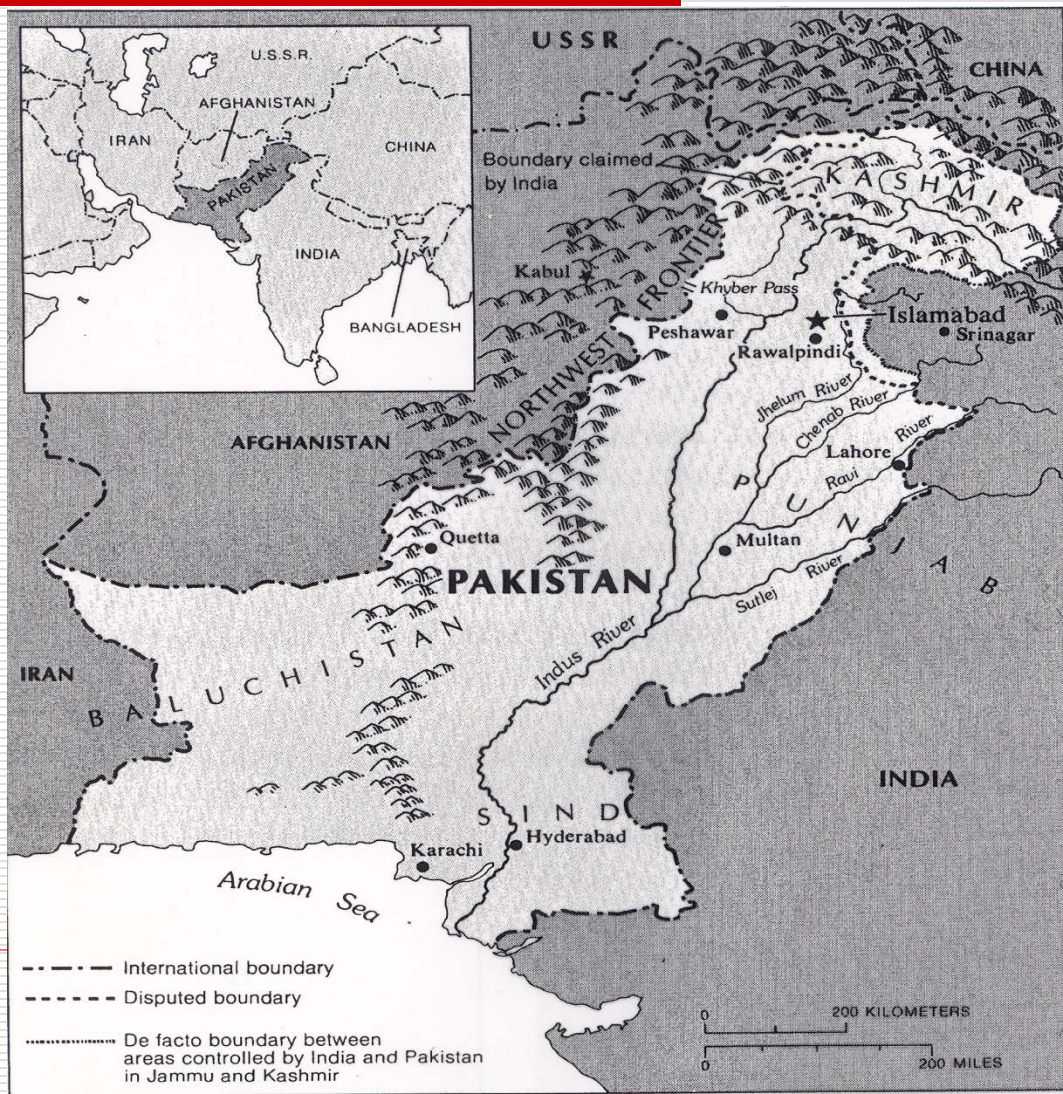 U.S.S.R.
AFGHANISTAN
IRAN
CHINA
PAKISTAN
INDIA
BANGLADESH
USSR
CHINA
Boundary claimed
by India
KASHMIR
Kabul
NORTHWEST FRONTIER
Khyber Pass
Peshawar
Islamabad
Rawalpindi
Srinagar
Jhelum River
Chenab River
AFGHANISTAN
Lahore
Ravi River
PUNJAB
Quetta
Multan
PAKISTAN
Sutlej River
Indus River
IRAN
BALUCHISTAN
INDIA
SIND
Hyderabad
Karachi
Arabian Sea
International boundary
Disputed boundary
De facto boundary between
areas controlled by India and Pakistan
in Jammu and Kashmir
0 200 KILOMETERS
0 200 MILES